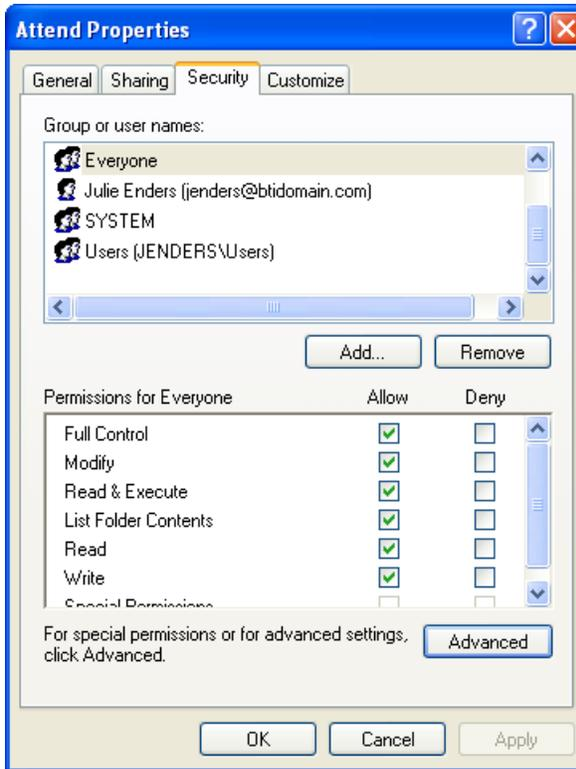 Attend Properties
General Sharing Security Customize
Group or user names:
Everyone
Julie Enders (jenders@btidomain.com)
SYSTEM
Users (JENDERS\Users)
Add... Remove
Permissions for Everyone Allow Deny
Full Control
Modify
Read & Execute
List Folder Contents
Read
Write
Special Permissions
For special permissions or for advanced settings,
click Advanced.
Advanced
OK Cancel Apply